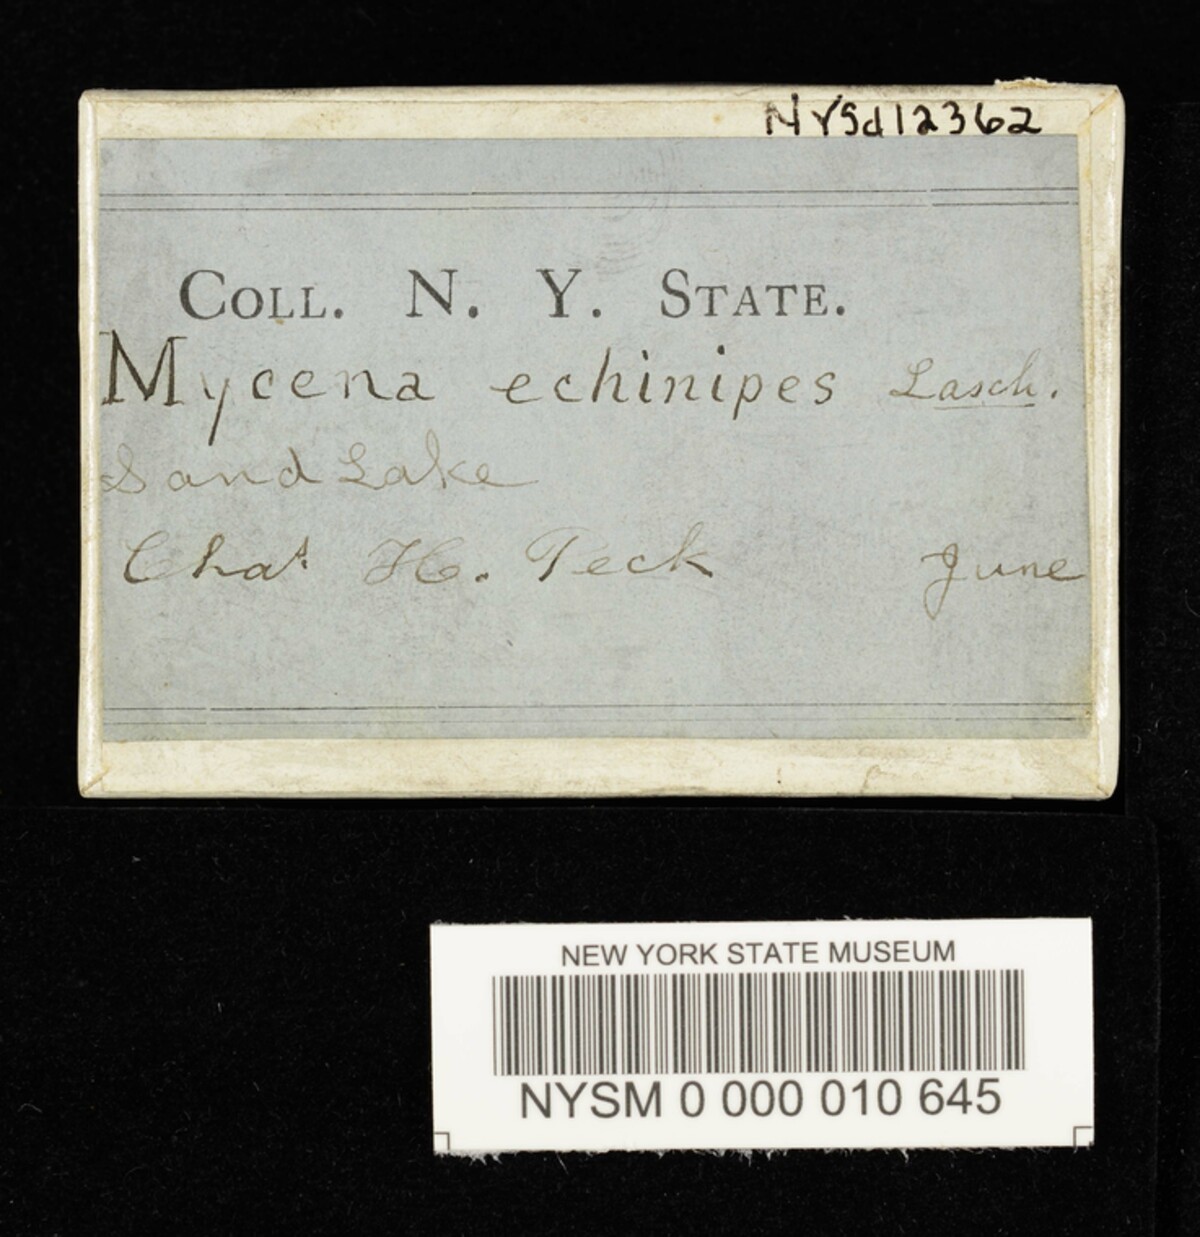 NYSd12362
COLL. N. Y. STATE.
Mycena echinipes Lasch.
Sand Lake
Chas. H. Peck June
NEW YORK STATE MUSEUM
NYSM 0 000 010 645